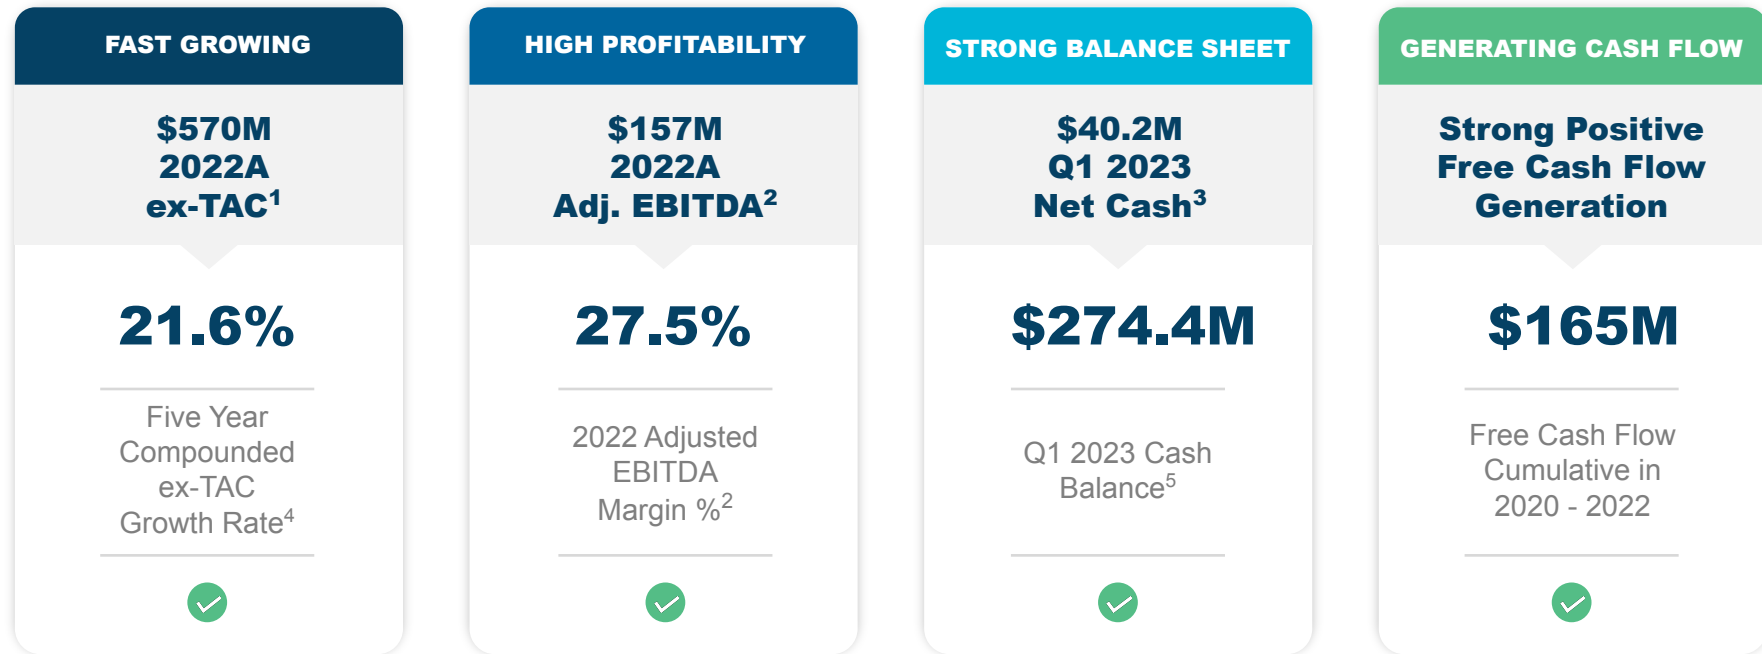 FAST GROWING
$570M
2022A
ex-TAC1
21.6%
Five Year
Compounded
ex-TAC
Growth Rate4
HIGH PROFITABILITY
$157M
2022A
Adj. EBITDA2
27.5%
2022 Adjusted
EBITDA
Margin %2
STRONG BALANCE SHEET
$40.2M
Q1 2023
Net Cash3
$274.4M
Q1 2023 Cash
Balance5
GENERATING CASH FLOW
Strong Positive
Free Cash Flow
Generation
$165M
Free Cash Flow
Cumulative in
2020 - 2022